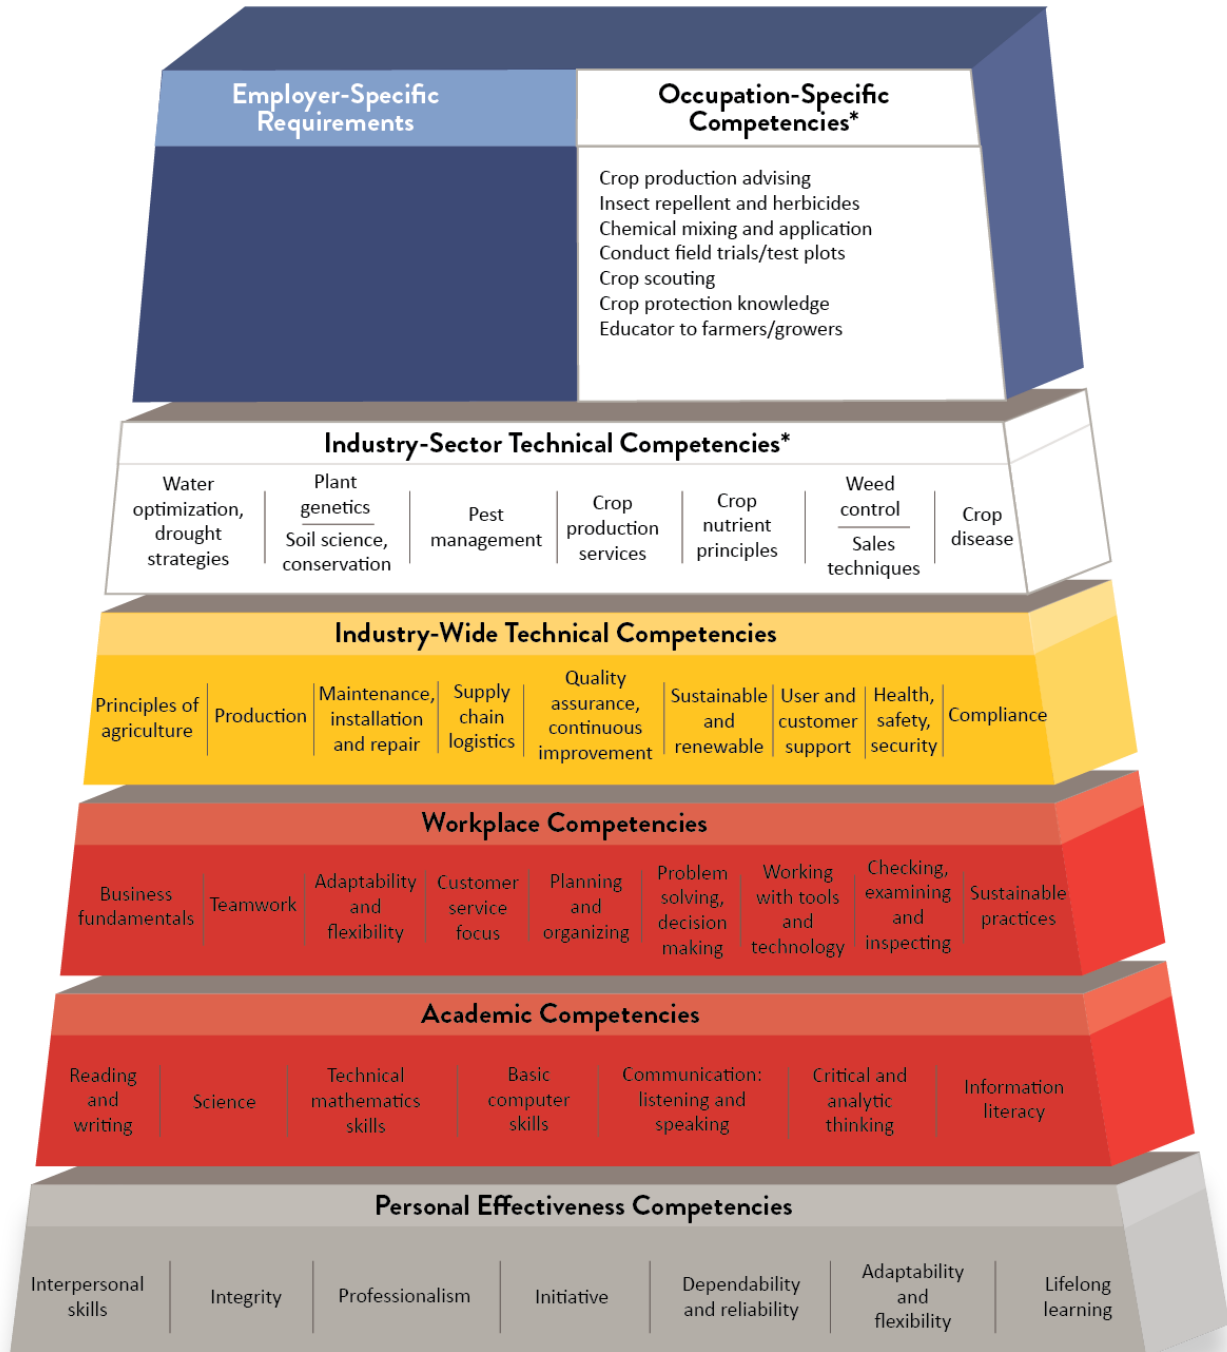 Employer-Specific
Requirements
Occupation-Specific
Competencies*
Crop production advising
Insect repellent and herbicides
Chemical mixing and application
Conduct field trials/test plots
Crop scouting
Crop protection knowledge
Educator to farmers/growers
Industry-Sector Technical Competencies*
Water
optimization,
drought
strategies
Plant
genetics
Soil science,
conservation
Pest
management
Crop
production
services
Crop
nutrient
principles
Weed
control
Sales
techniques
Crop
disease
Industry-Wide Technical Competencies
Principles of
agriculture
Production
Maintenance,
installation
and repair
Supply
chain
logistics
Quality
assurance,
continuous
improvement
Sustainable
and
renewable
User and
customer
support
Health,
safety,
security
Compliance
Workplace Competencies
Business
fundamentals
Teamwork
Adaptability
and
flexibility
Customer
service
focus
Planning
and
organizing
Problem
solving,
decision
making
Working
with tools
and
technology
Checking,
examining
and
inspecting
Sustainable
practices
Academic Competencies
Reading
and
writing
Science
Technical
mathematics
skills
Basic
computer
skills
Communication:
listening and
speaking
Critical and
analytic
thinking
Information
literacy
Personal Effectiveness Competencies
Interpersonal
skills
Integrity
Professionalism
Initiative
Dependability
and reliability
Adaptability
and
flexibility
Lifelong
learning